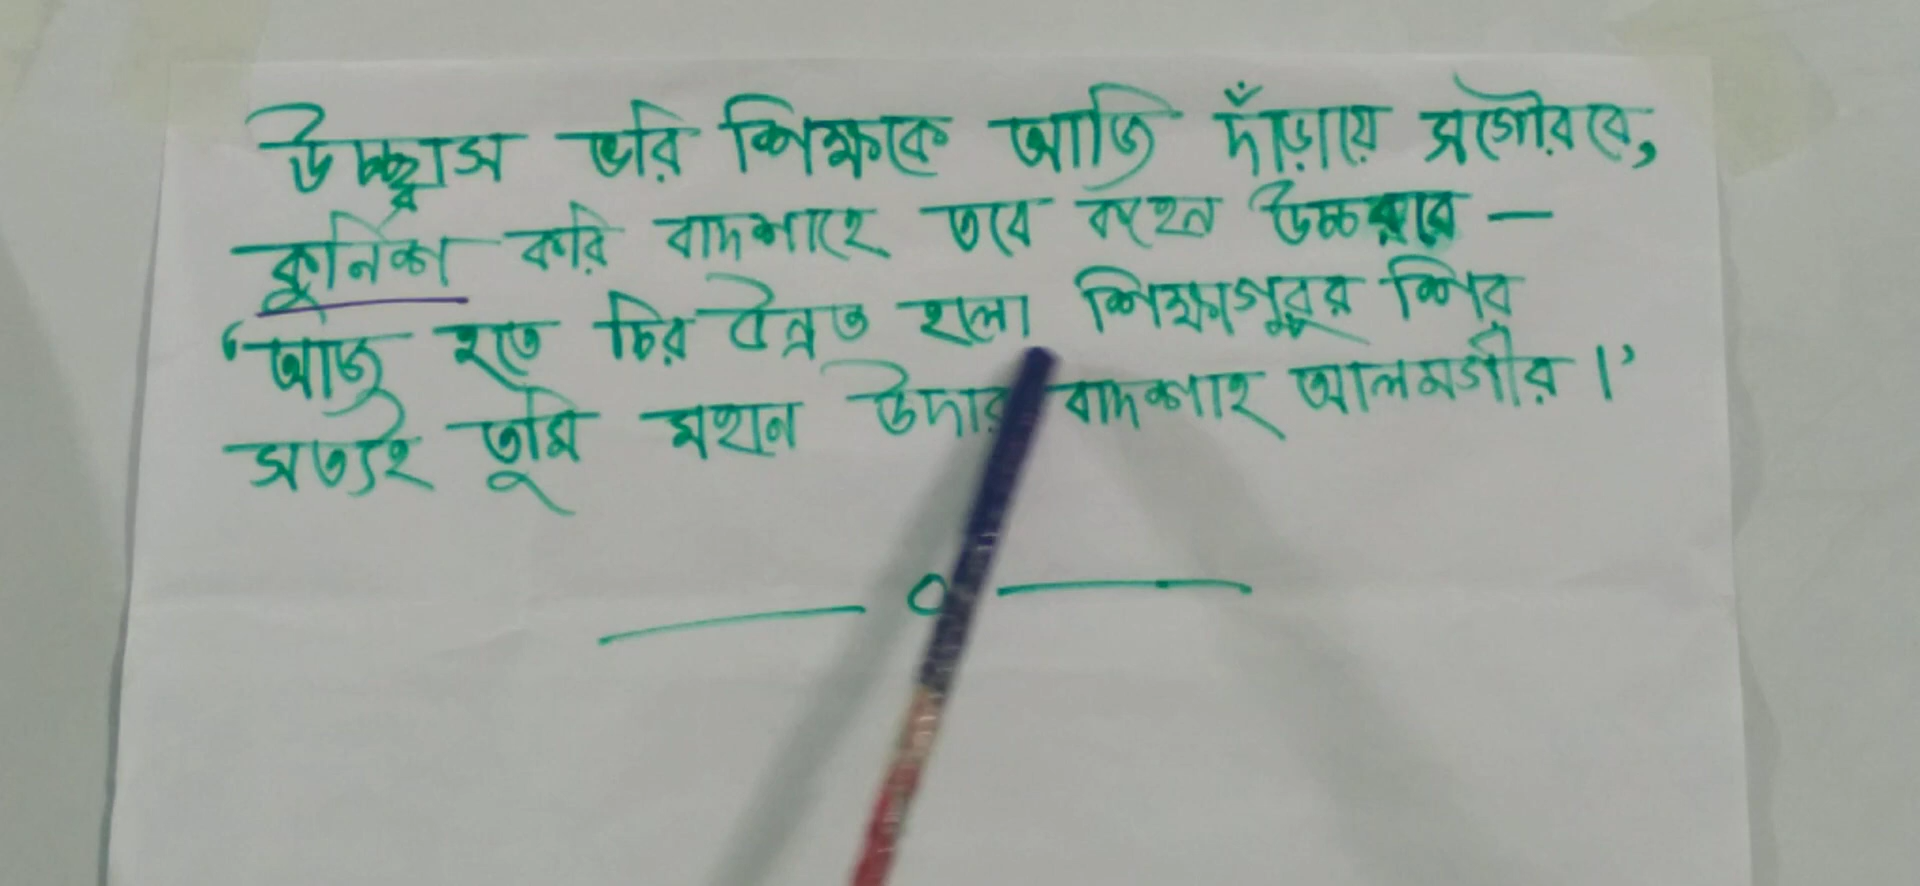 উচ্ছ্বাস ভরি শিক্ষকে আজি দাঁড়ায়ে সগৌরবে,
কুর্নিশ করি বাদশাহে তবে কহেন উচ্চরবে —
‘আজ হতে চির উন্নত হলো শিক্ষাগুরুর শির
সত্যই তুমি মহান উদার বাদশাহ আলমগীর।’